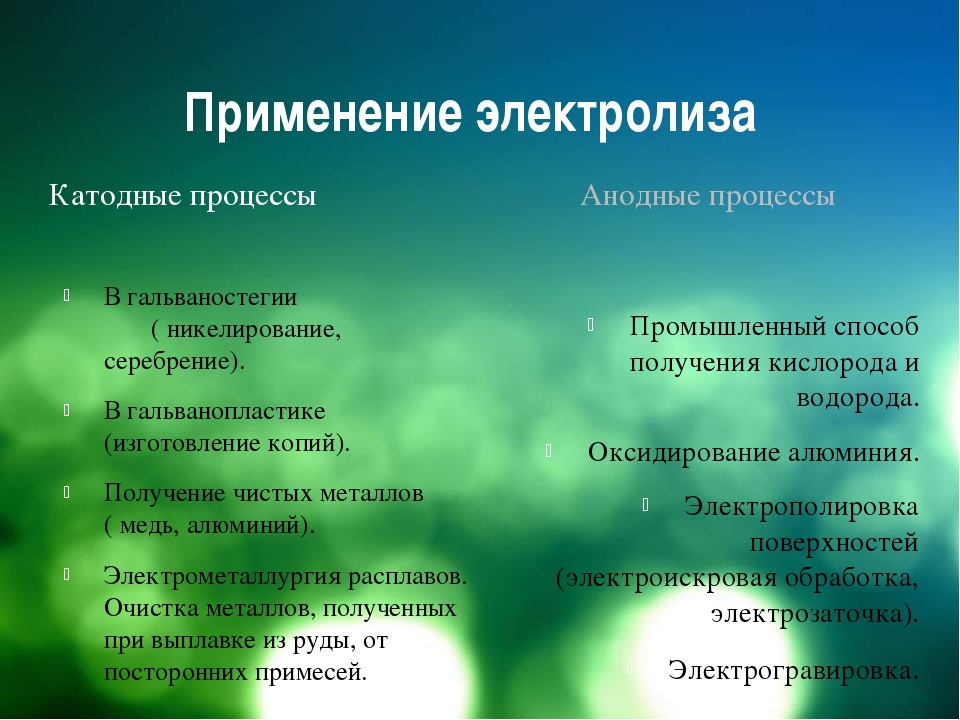 Применение электролиза
Катодные процессы
В гальваностегии
( никелирование,
серебрение).
В гальванопластике
(изготовление копий).
Получение чистых металлов
( медь, алюминий).
Электрометаллургия расплавов.
Очистка металлов, полученных
при выплавке из руды, от
посторонних примесей.
Анодные процессы
Промышленный способ
получения кислорода и
водорода.
Оксидирование алюминия.
Электрополировка
поверхностей
(электроискровая обработка,
электрозаточка).
Электрогравировка.